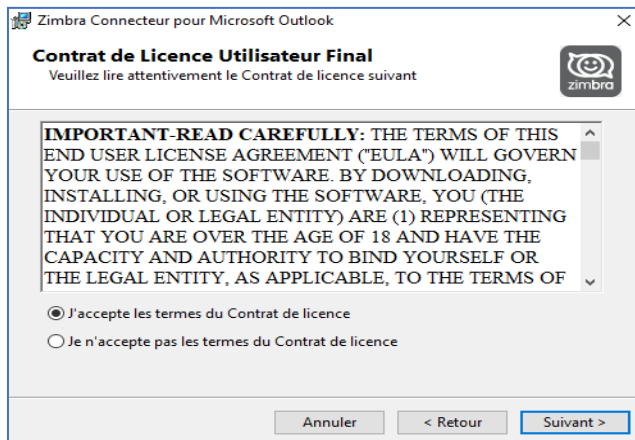 Zimbra Connecteur pour Microsoft Outlook
Contrat de Licence Utilisateur Final
Veuillez lire attentivement le Contrat de licence suivant
zimbra
IMPORTANT-READ CAREFULLY: THE TERMS OF THIS
END USER LICENSE AGREEMENT ("EULA") WILL GOVERN
YOUR USE OF THE SOFTWARE. BY DOWNLOADING,
INSTALLING, OR USING THE SOFTWARE, YOU (THE
INDIVIDUAL OR LEGAL ENTITY) ARE (1) REPRESENTING
THAT YOU ARE OVER THE AGE OF 18 AND HAVE THE
CAPACITY AND AUTHORITY TO BIND YOURSELF OR
THE LEGAL ENTITY, AS APPLICABLE, TO THE TERMS OF
J'accepte les termes du Contrat de licence
Je n'accepte pas les termes du Contrat de licence
Annuler < Retour Suivant >